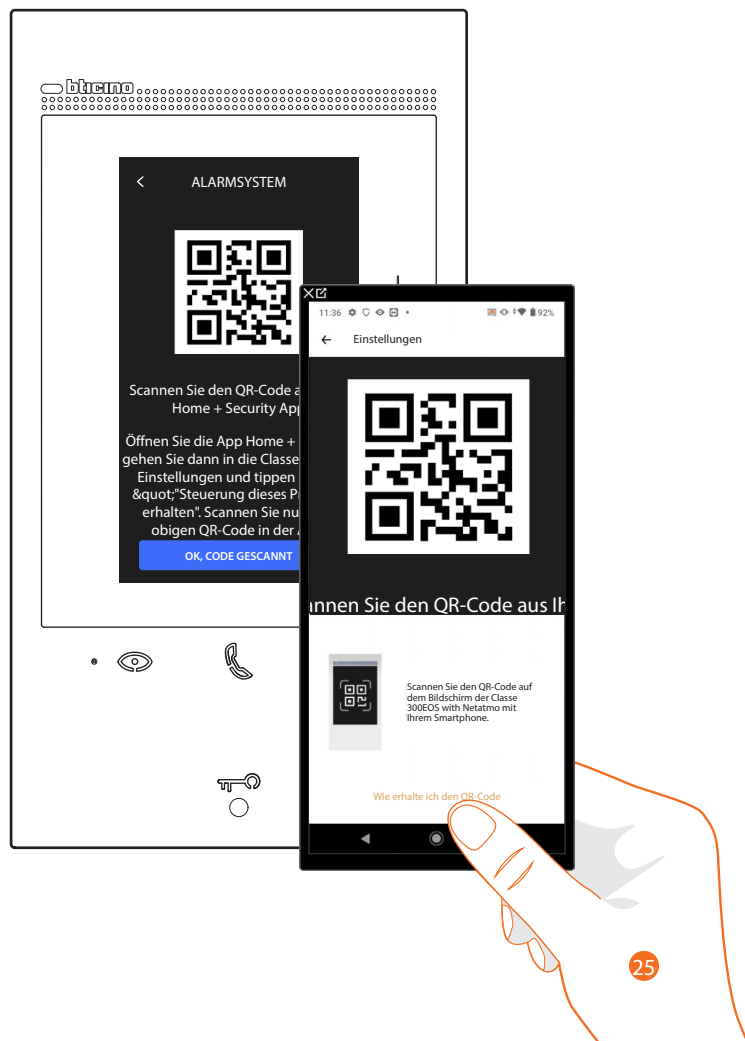 bticino
ALARMSYSTEM
Scannen Sie den QR-Code a
Home + Security Ap
Öffnen Sie die App Home +
gehen Sie dann in die Classe
Einstellungen und tippen
&quot;"Steuerung dieses P
erhalten". Scannen Sie nu
obigen QR-Code in der
OK, CODE GESCANNT
11:36
92%
Einstellungen
annen Sie den QR-Code aus Ih
Scannen Sie den QR-Code auf
dem Bildschirm der Classe
300EOS with Netatmo mit
Ihrem Smartphone.
Wie erhalte ich den QR-Code
25